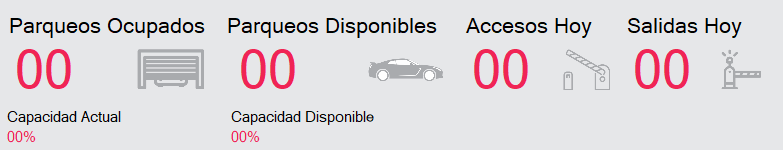 Parqueos Ocupados
00
Capacidad Actual
00%
Parqueos Disponibles
00
Capacidad Disponible
00%
Accesos Hoy
00
Salidas Hoy
00